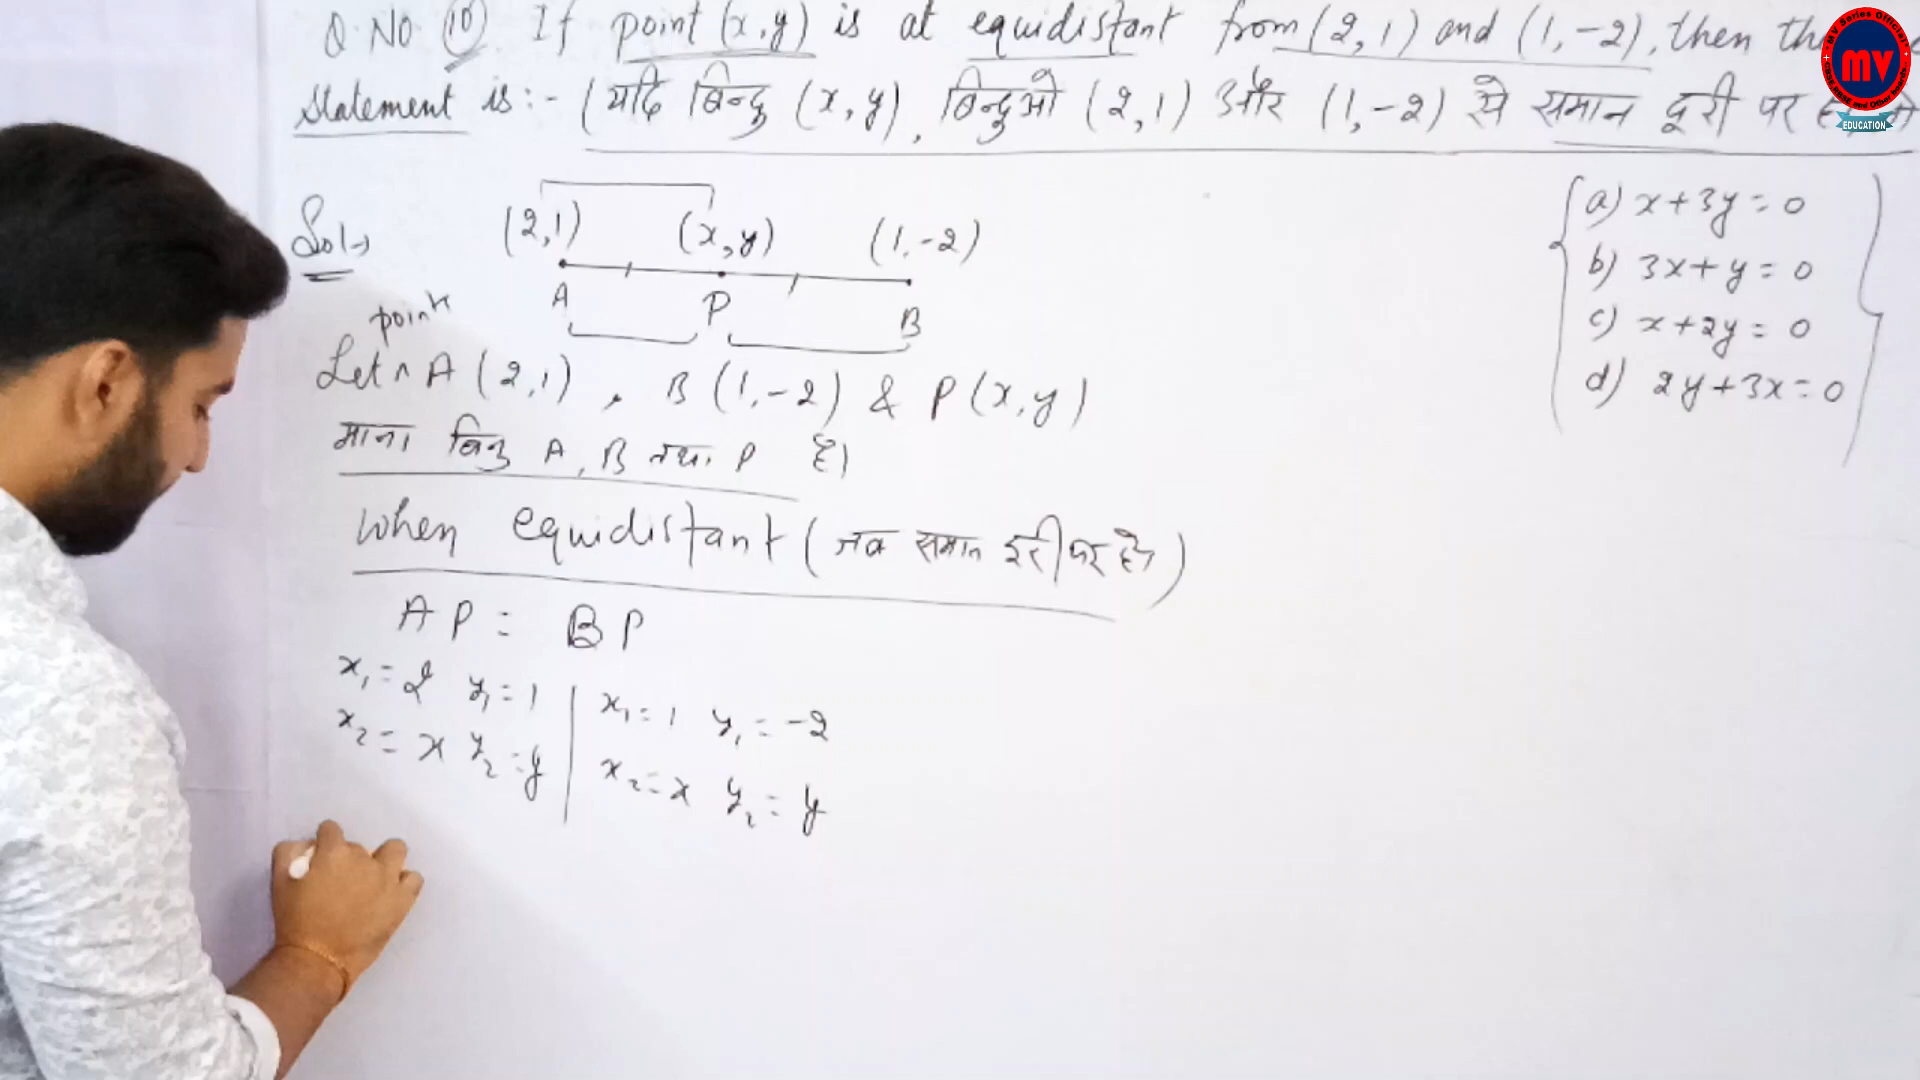 Q. NO. 10 If point (x,y) is at equidistant from (2,1) and (1,-2), then
statement is :- (यदि बिन्दु (x,y), बिन्दुओ (2,1) और (1,-2) से समान दूरी पर
Sol→
(2,1) (x,y) (1,-2)
A P B
point
Let ^ A (2,1), B (1,-2) & P (x,y)
माना बिन्दु A, B तथा P है।
When equidistant (जब समान दूरी पर हो)
AP = BP
x₁ = 2 y₁ = 1 | x₁ = 1 y₁ = -2
x₂ = x y₂ = y | x₂ = x y₂ = y
a) x+3y = 0
b) 3x+y = 0
c) x+2y = 0
d) 2y+3x = 0
MV Series Official
MV
EDUCATION